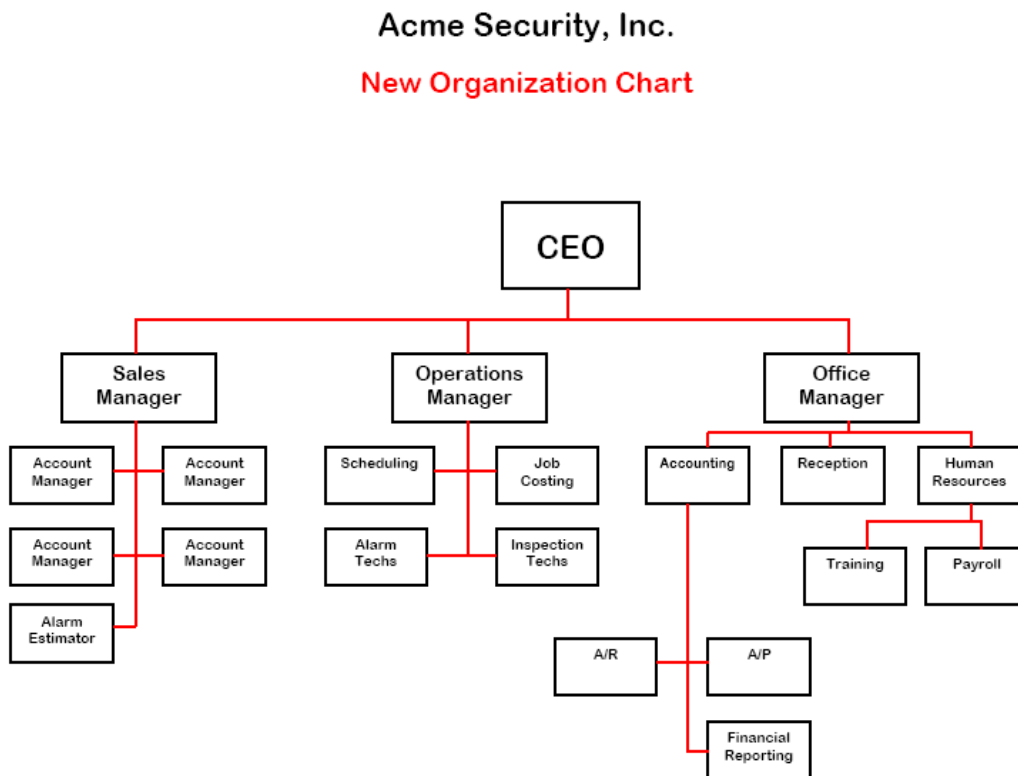 Acme Security, Inc.
New Organization Chart
CEO
Sales
Manager
Operations
Manager
Office
Manager
Account
Manager
Account
Manager
Scheduling
Job
Costing
Accounting
Reception
Human
Resources
Account
Manager
Account
Manager
Alarm
Techs
Inspection
Techs
Training
Payroll
Alarm
Estimator
A/R
A/P
Financial
Reporting